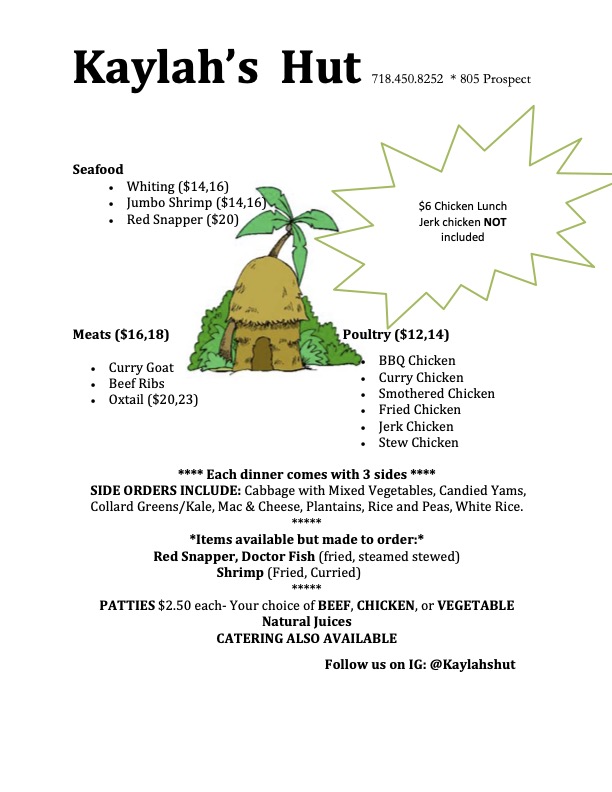 Kaylah’s Hut 718.450.8252 * 805 Prospect
Seafood
• Whiting ($14,16)
• Jumbo Shrimp ($14,16)
• Red Snapper ($20)
$6 Chicken Lunch
Jerk chicken NOT
included
Meats ($16,18)
• Curry Goat
• Beef Ribs
• Oxtail ($20,23)
Poultry ($12,14)
• BBQ Chicken
• Curry Chicken
• Smothered Chicken
• Fried Chicken
• Jerk Chicken
• Stew Chicken
**** Each dinner comes with 3 sides ****
SIDE ORDERS INCLUDE: Cabbage with Mixed Vegetables, Candied Yams,
Collard Greens/Kale, Mac & Cheese, Plantains, Rice and Peas, White Rice.
*****
*Items available but made to order:*
Red Snapper, Doctor Fish (fried, steamed stewed)
Shrimp (Fried, Curried)
*****
PATTIES $2.50 each- Your choice of BEEF, CHICKEN, or VEGETABLE
Natural Juices
CATERING ALSO AVAILABLE
Follow us on IG: @Kaylahshut